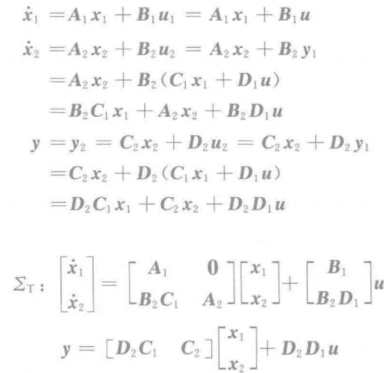 ẋ₁ = A₁x₁ + B₁u₁ = A₁x₁ + B₁u
ẋ₂ = A₂x₂ + B₂u₂ = A₂x₂ + B₂y₁
= A₂x₂ + B₂(C₁x₁ + D₁u)
= B₂C₁x₁ + A₂x₂ + B₂D₁u
y = y₂ = C₂x₂ + D₂u₂ = C₂x₂ + D₂y₁
= C₂x₂ + D₂(C₁x₁ + D₁u)
= D₂C₁x₁ + C₂x₂ + D₂D₁u
Σ_T: [ẋ₁; ẋ₂] = [A₁ 0; B₂C₁ A₂][x₁; x₂] + [B₁; B₂D₁]u
y = [D₂C₁ C₂][x₁; x₂] + D₂D₁u